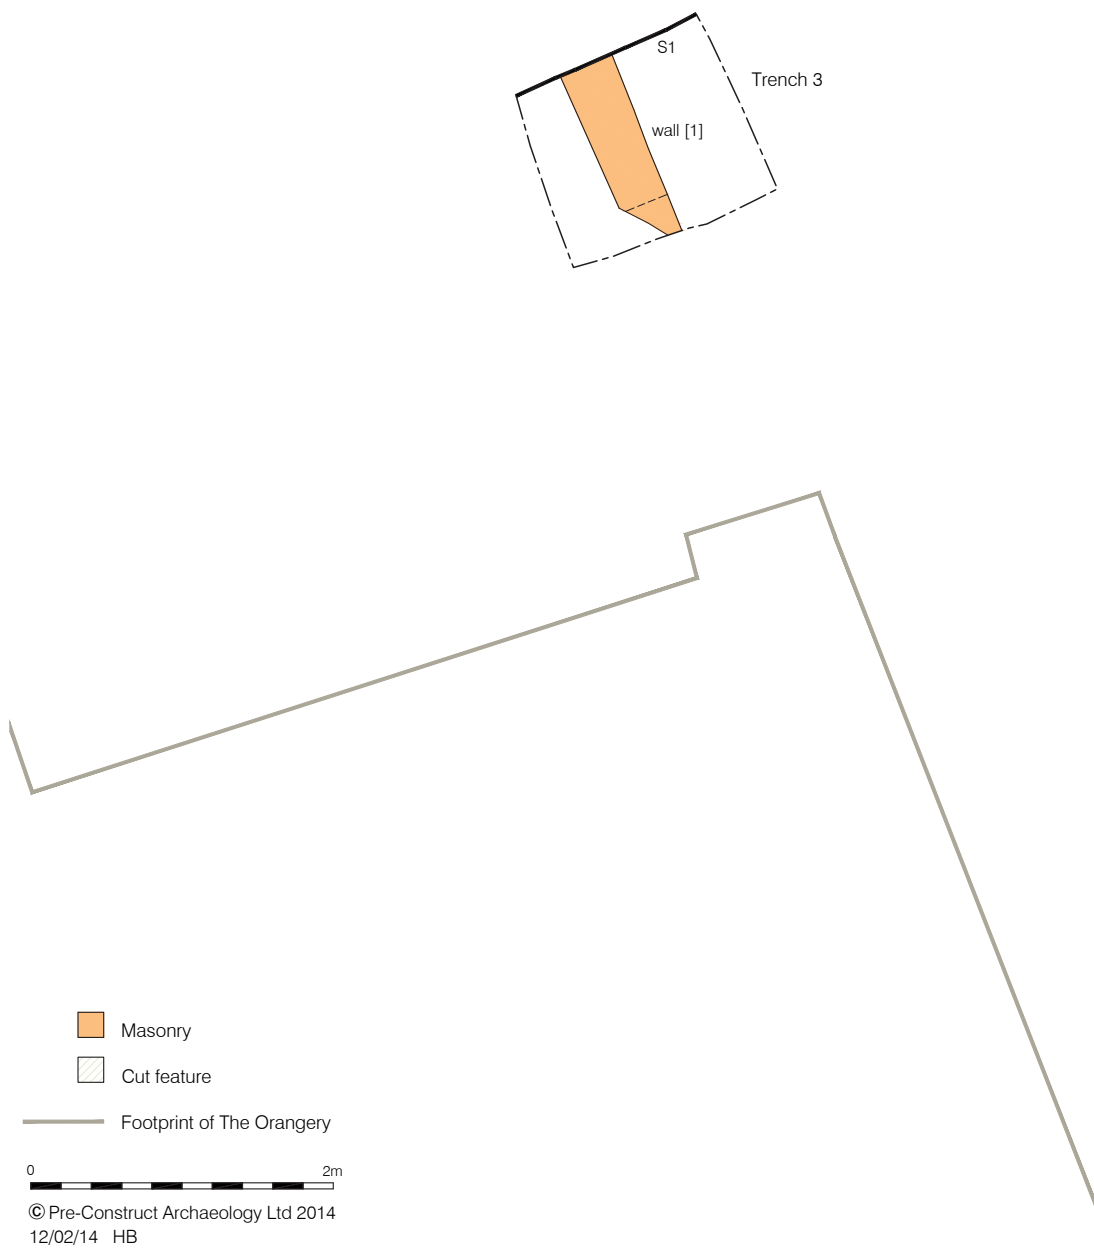 S1
Trench 3
wall [1]
Masonry
Cut feature
Footprint of The Orangery
0 2m
© Pre-Construct Archaeology Ltd 2014
12/02/14 HB